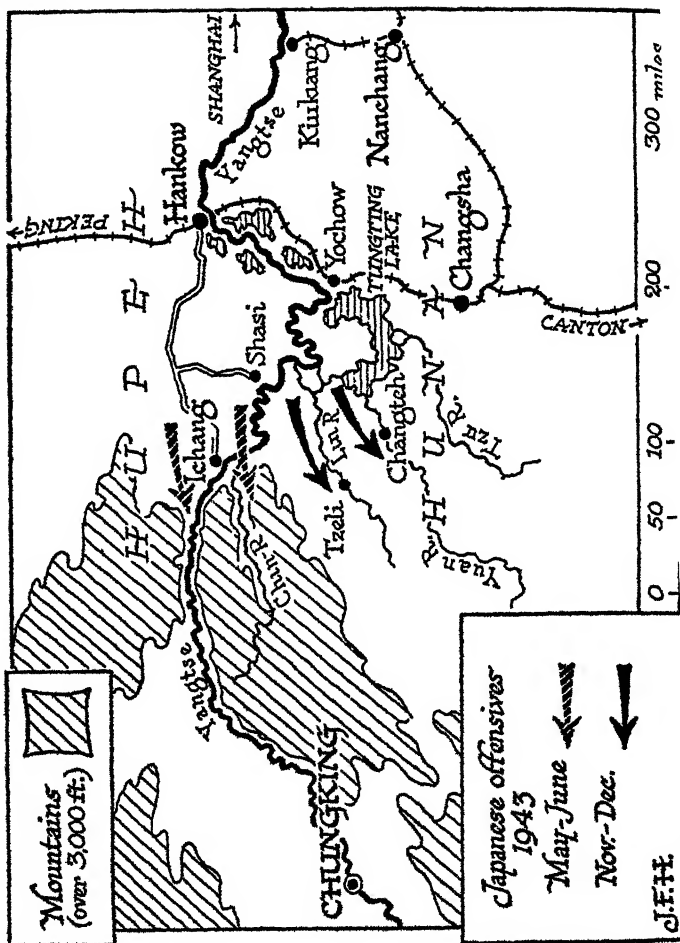 Mountains
(over 3,000 ft.)
PEKING
SHANGHAI
HUPEH
Hankow
Yangtse
Kiukiang
Nanchang
Ichang
Shasi
Yochow
TUNGTING
LAKE
Yangtse
Chun-R
Tzeli
R.
Changteh
Changsha
HUNAN
CHUNGKING
Yuan R.
Tzu R.
CANTON
Japanese offensives
1943
May-June
Nov.-Dec.
0 50 100 200 300 miles
J.F.H.